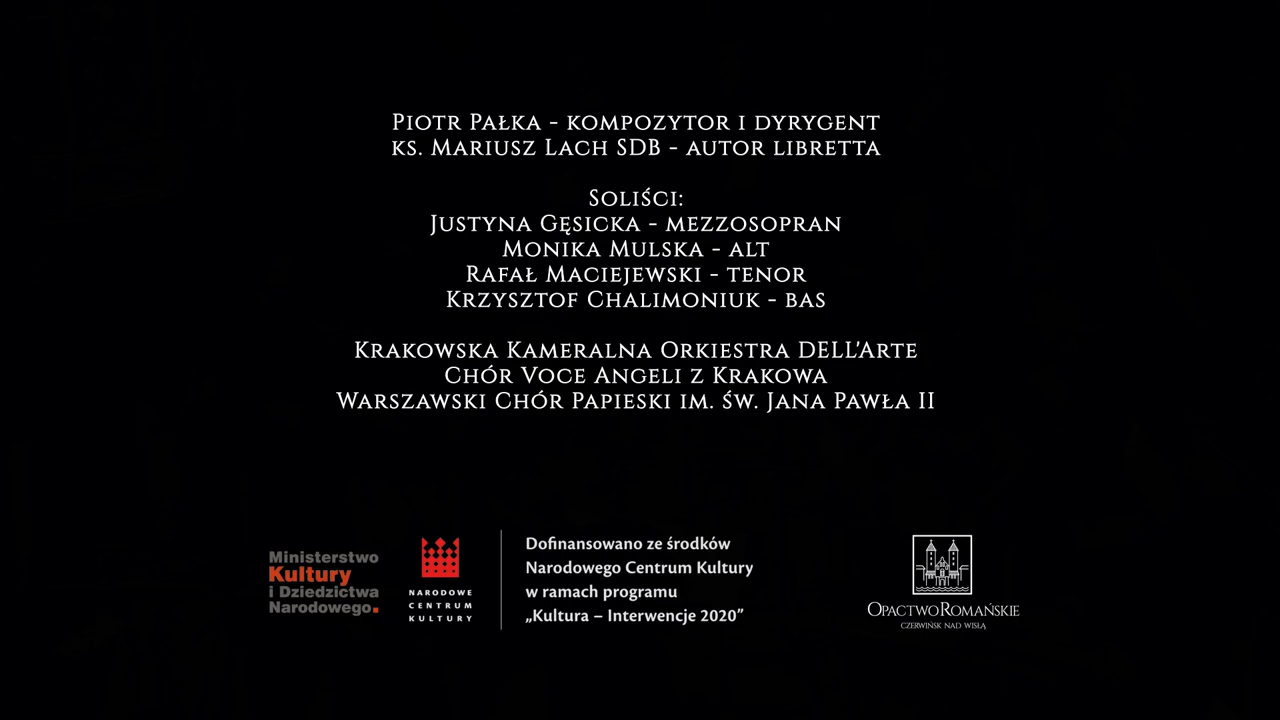 Piotr Pałka - kompozytor i dyrygent
ks. Mariusz Lach SDB - autor libretta
Soliści:
Justyna Gęsicka - mezzosopran
Monika Mulska - alt
Rafał Maciejewski - tenor
Krzysztof Chalimoniuk - bas
Krakowska Kameralna Orkiestra DELL'Arte
Chór Voce Angeli z Krakowa
Warszawski Chór Papieski im. św. Jana Pawła II
Ministerstwo
Kultury
i Dziedzictwa
Narodowego.
NARODOWE
CENTRUM
KULTURY
Dofinansowano ze środków
Narodowego Centrum Kultury
w ramach programu
„Kultura – Interwencje 2020”
Opactwo Romańskie
Czerwińsk nad Wisłą